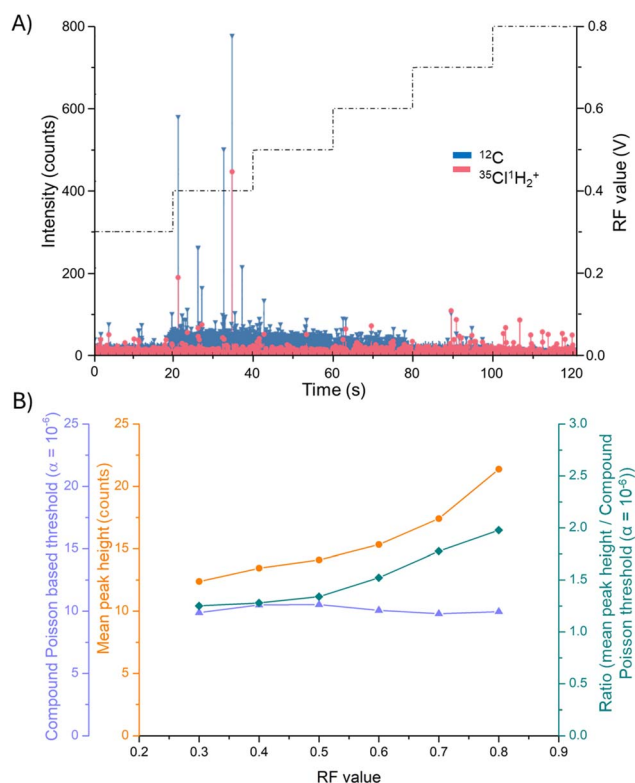 A)
800
600
400
200
0
Intensity (counts)
0.8
0.6
0.4
0.2
0.0
RF value (V)
¹²C
³⁵Cl¹H₂⁺
0 20 40 60 80 100 120
Time (s)
B)
Compound Poisson based threshold (α = 10⁻⁶)
25
20
15
10
5
0
Mean peak height (counts)
25
20
15
10
5
0
3.0
2.5
2.0
1.5
1.3
1.0
0.5
0.0
Ratio (mean peak height / Compound
Poisson threshold (α = 10⁻⁶))
0.2 0.3 0.4 0.5 0.6 0.7 0.8 0.9
RF value